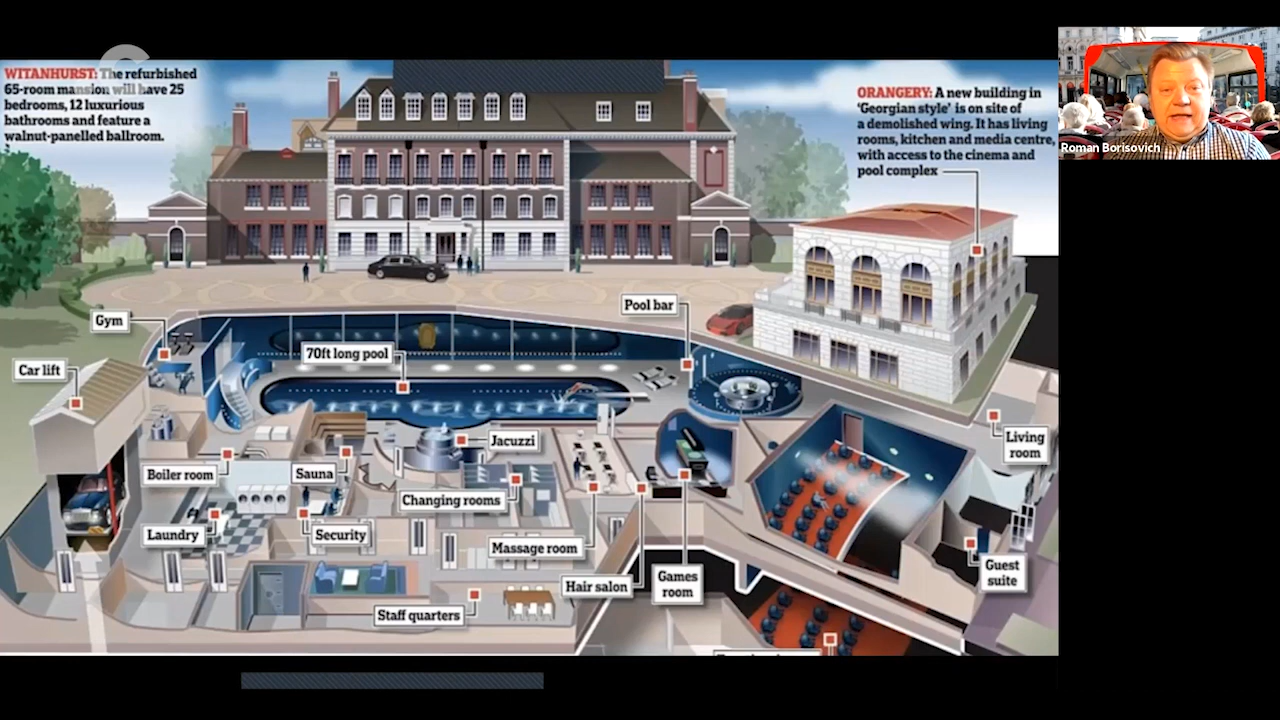 WITANHURST: The refurbished
65-room mansion will have 25
bedrooms, 12 luxurious
bathrooms and feature a
walnut-panelled ballroom.
ORANGERY: A new building in
‘Georgian style’ is on site of
a demolished wing. It has living
rooms, kitchen and media centre,
with access to the cinema and
pool complex
Roman Borisovich
Pool bar
Gym
70ft long pool
Car lift
Living
room
Jacuzzi
Boiler room
Sauna
Changing rooms
Laundry
Security
Massage room
Hair salon
Games
room
Guest
suite
Staff quarters